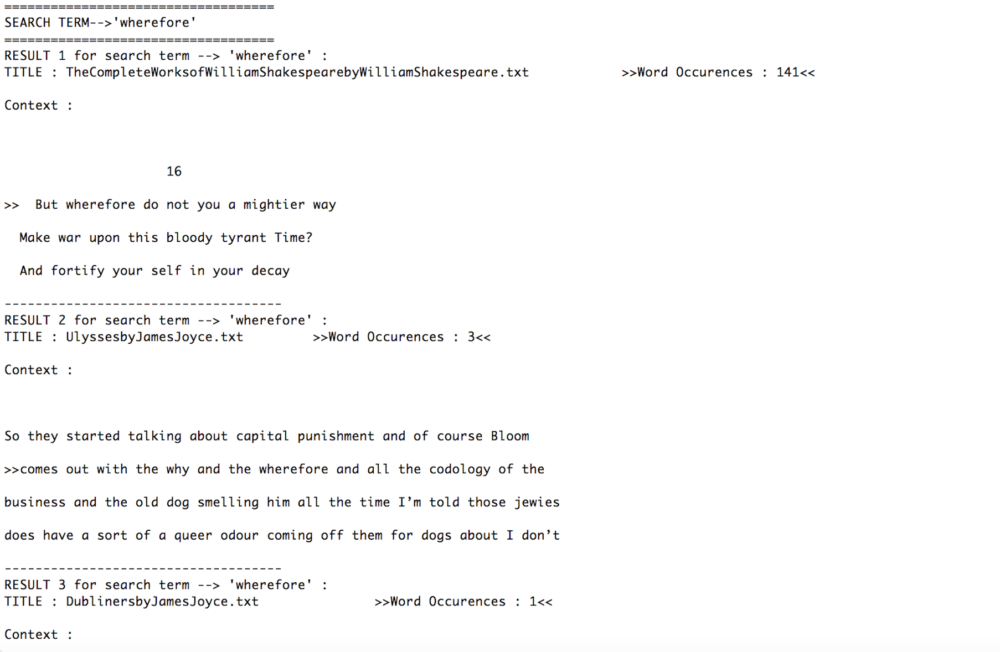 ===================================
SEARCH TERM-->'wherefore'
===================================
RESULT 1 for search term --> 'wherefore' :
TITLE : TheCompleteWorksofWilliamShakespearebyWilliamShakespeare.txt            >>Word Occurences : 141<<
Context :
16
>>  But wherefore do not you a mightier way
Make war upon this bloody tyrant Time?
And fortify your self in your decay
------------------------------------
RESULT 2 for search term --> 'wherefore' :
TITLE : UlyssesbyJamesJoyce.txt         >>Word Occurences : 3<<
Context :
So they started talking about capital punishment and of course Bloom
>>comes out with the why and the wherefore and all the codology of the
business and the old dog smelling him all the time I’m told those jewies
does have a sort of a queer odour coming off them for dogs about I don’t
------------------------------------
RESULT 3 for search term --> 'wherefore' :
TITLE : DublinersbyJamesJoyce.txt               >>Word Occurences : 1<<
Context :